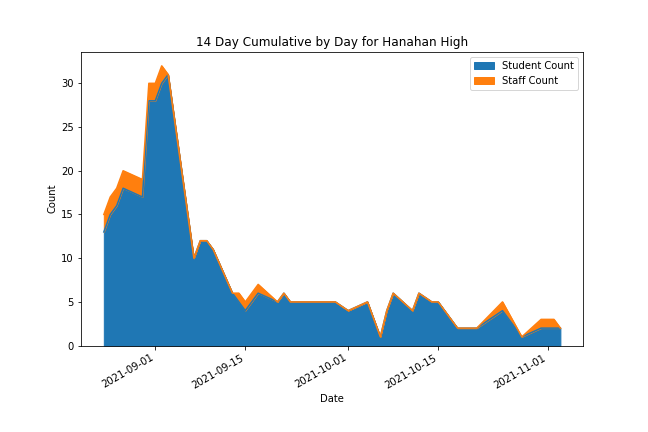 14 Day Cumulative by Day for Hanahan High
Student Count
Staff Count
30
25
20
15
10
5
0
Count
2021-09-01
2021-09-15
2021-10-01
2021-10-15
2021-11-01
Date